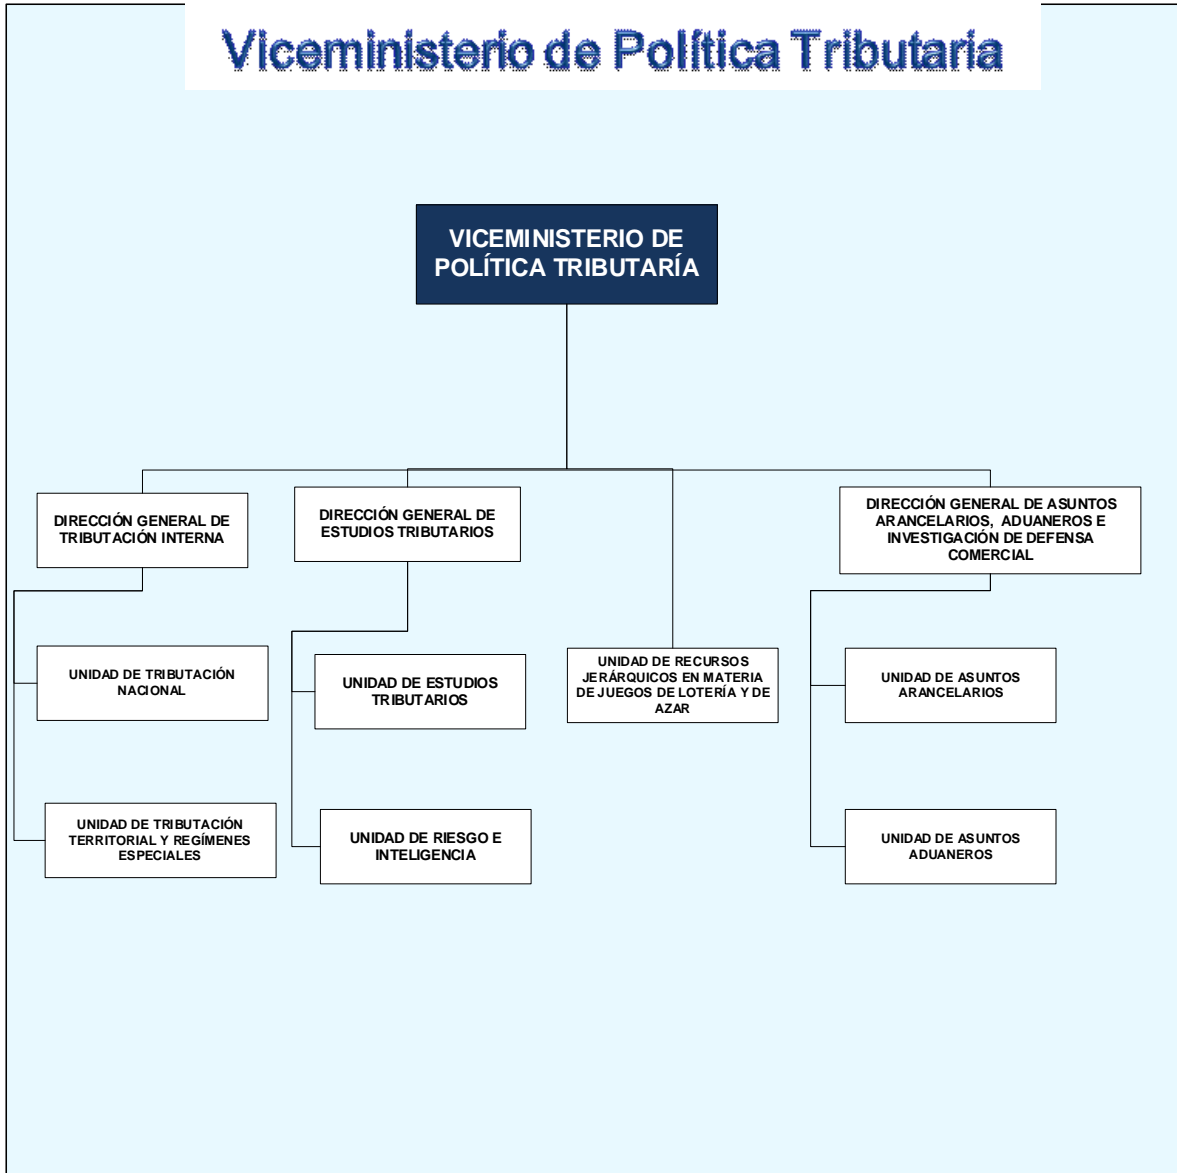 Viceministerio de Política Tributaria
VICEMINISTERIO DE
POLÍTICA TRIBUTARÍA
DIRECCIÓN GENERAL DE
TRIBUTACIÓN INTERNA
DIRECCIÓN GENERAL DE
ESTUDIOS TRIBUTARIOS
DIRECCIÓN GENERAL DE ASUNTOS
ARANCELARIOS, ADUANEROS E
INVESTIGACIÓN DE DEFENSA
COMERCIAL
UNIDAD DE TRIBUTACIÓN
NACIONAL
UNIDAD DE ESTUDIOS
TRIBUTARIOS
UNIDAD DE RECURSOS
JERÁRQUICOS EN MATERIA
DE JUEGOS DE LOTERÍA Y DE
AZAR
UNIDAD DE ASUNTOS
ARANCELARIOS
UNIDAD DE TRIBUTACIÓN
TERRITORIAL Y REGÍMENES
ESPECIALES
UNIDAD DE RIESGO E
INTELIGENCIA
UNIDAD DE ASUNTOS
ADUANEROS